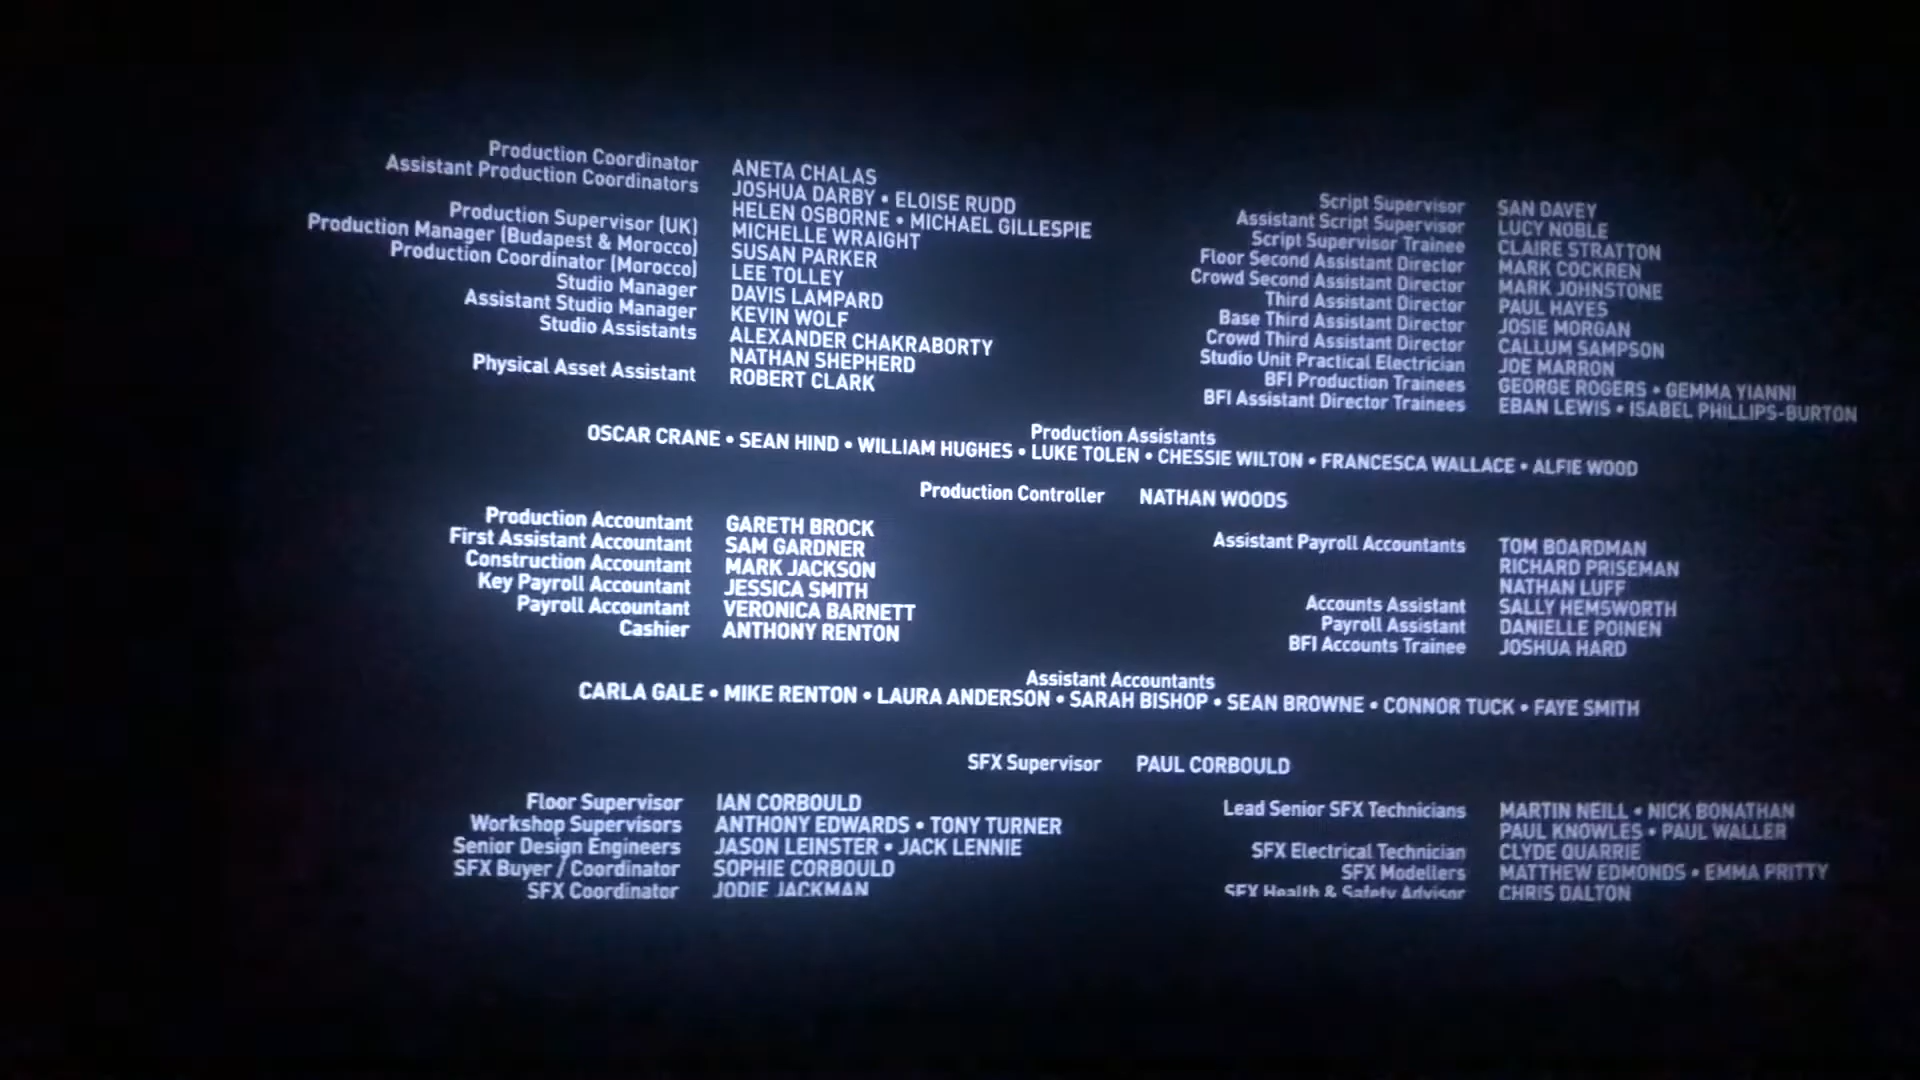 Production Coordinator ANETA CHALAS
Assistant Production Coordinators JOSHUA DARBY • ELOISE RUDD
HELEN OSBORNE • MICHAEL GILLESPIE
Production Supervisor (UK) MICHELLE WRAIGHT
Production Manager (Budapest & Morocco) SUSAN PARKER
Production Coordinator (Morocco) LEE TOLLEY
Studio Manager DAVIS LAMPARD
Assistant Studio Manager KEVIN WOLF
Studio Assistants ALEXANDER CHAKRABORTY
NATHAN SHEPHERD
Physical Asset Assistant ROBERT CLARK
Script Supervisor SAN DAVEY
Assistant Script Supervisor LUCY NOBLE
Script Supervisor Trainee CLAIRE STRATTON
Floor Second Assistant Director MARK COCKREN
Crowd Second Assistant Director MARK JOHNSTONE
Third Assistant Director PAUL HAYES
Base Third Assistant Director JOSIE MORGAN
Crowd Third Assistant Director CALLUM SAMPSON
Studio Unit Practical Electrician JOE MARRON
BFI Production Trainees GEORGE ROGERS • GEMMA YIANNI
BFI Assistant Director Trainees EBAN LEWIS • ISABEL PHILLIPS-BURTON
Production Assistants
OSCAR CRANE • SEAN HIND • WILLIAM HUGHES • LUKE TOLEN • CHESSIE WILTON • FRANCESCA WALLACE • ALFIE WOOD
Production Controller NATHAN WOODS
Production Accountant GARETH BROCK
First Assistant Accountant SAM GARDNER
Construction Accountant MARK JACKSON
Key Payroll Accountant JESSICA SMITH
Payroll Accountant VERONICA BARNETT
Cashier ANTHONY RENTON
Assistant Payroll Accountants TOM BOARDMAN
RICHARD PRISEMAN
NATHAN LUFF
Accounts Assistant SALLY HEMSWORTH
Payroll Assistant DANIELLE POINEN
BFI Accounts Trainee JOSHUA HARD
Assistant Accountants
CARLA GALE • MIKE RENTON • LAURA ANDERSON • SARAH BISHOP • SEAN BROWNE • CONNOR TUCK • FAYE SMITH
SFX Supervisor PAUL CORBOULD
Floor Supervisor IAN CORBOULD
Workshop Supervisors ANTHONY EDWARDS • TONY TURNER
Senior Design Engineers JASON LEINSTER • JACK LENNIE
SFX Buyer / Coordinator SOPHIE CORBOULD
SFX Coordinator JODIE JACKMAN
Lead Senior SFX Technicians MARTIN NEILL • NICK BONATHAN
PAUL KNOWLES • PAUL WALLER
SFX Electrical Technician CLYDE QUARRIE
SFX Modellers MATTHEW EDMONDS • EMMA PRITTY
SFX Health & Safety Advisor CHRIS DALTON